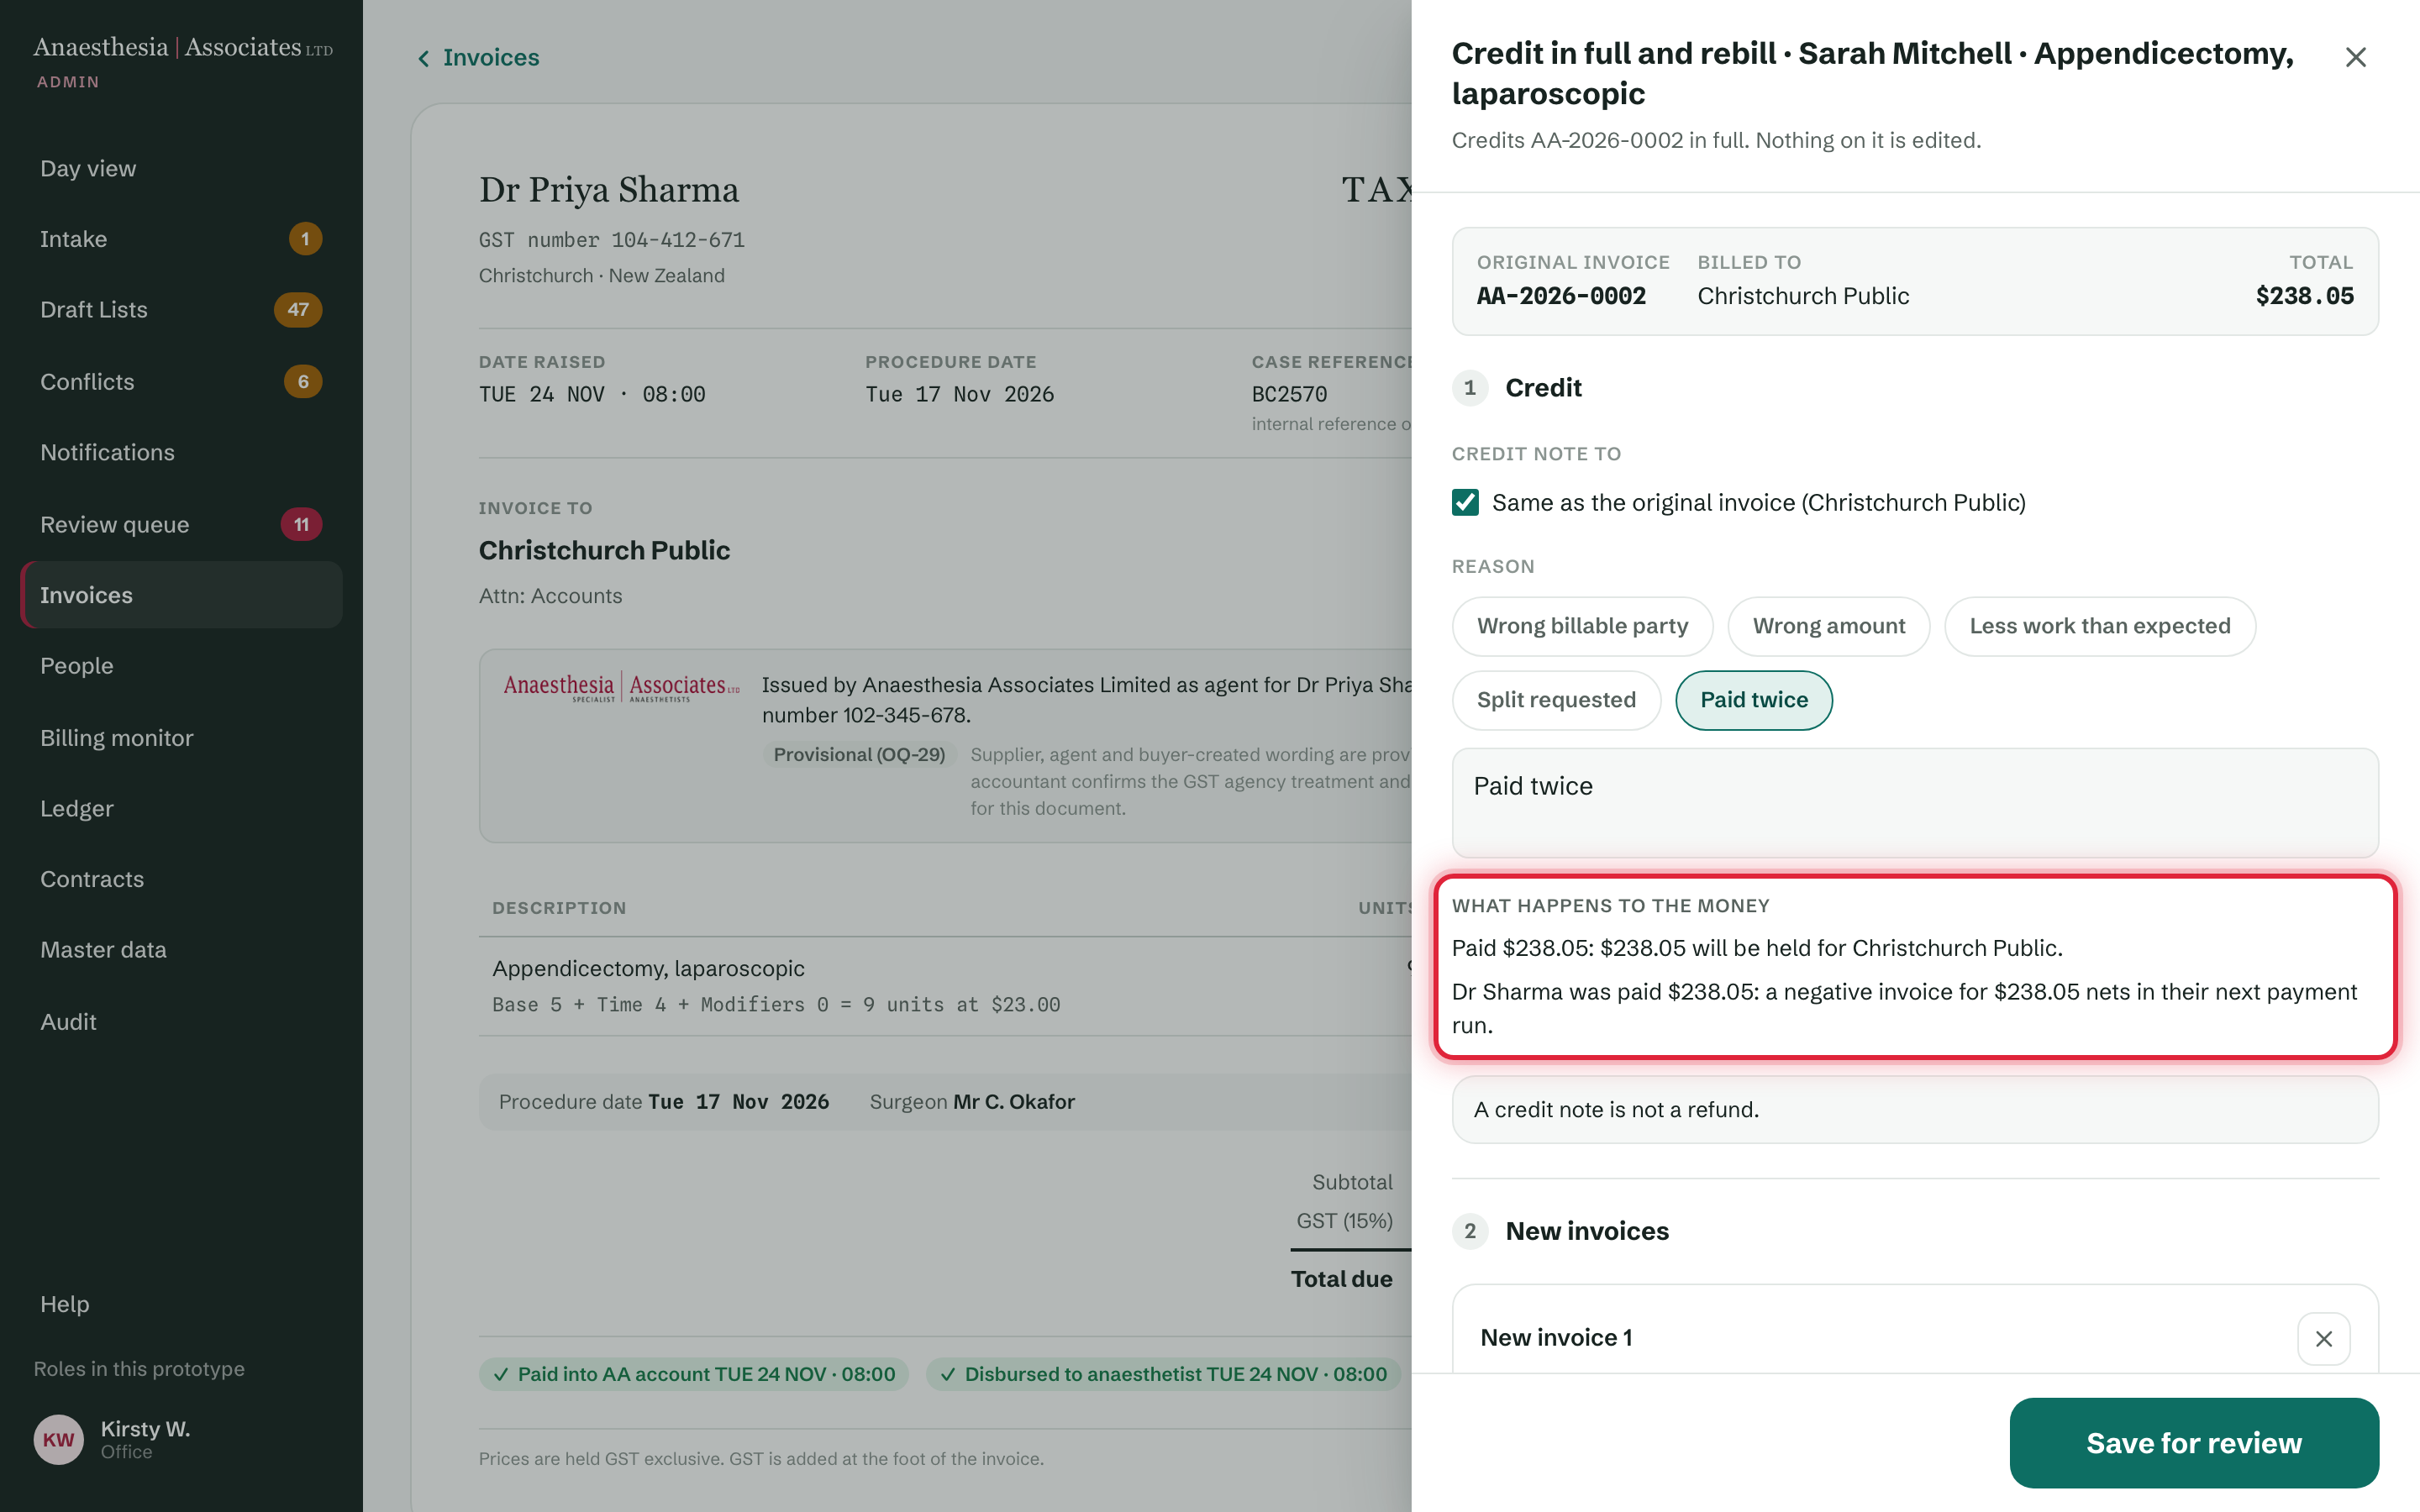 Anaesthesia | Associates LTD
ADMIN
Day view
Intake 1
Draft Lists 47
Conflicts 6
Notifications
Review queue 11
Invoices
People
Billing monitor
Ledger
Contracts
Master data
Audit
Help
Roles in this prototype
KW Kirsty W.
Office
Invoices
Dr Priya Sharma
TAX
GST number 104-412-671
Christchurch · New Zealand
DATE RAISED
TUE 24 NOV · 08:00
PROCEDURE DATE
Tue 17 Nov 2026
CASE REFERENCE
BC2570
internal reference o
INVOICE TO
Christchurch Public
Attn: Accounts
Anaesthesia | Associates LTD
SPECIALIST ANAESTHETISTS
Issued by Anaesthesia Associates Limited as agent for Dr Priya Sha
number 102-345-678.
Provisional (OQ-29)
Supplier, agent and buyer-created wording are prov
accountant confirms the GST agency treatment and
for this document.
DESCRIPTION UNITS
Appendicectomy, laparoscopic
Base 5 + Time 4 + Modifiers 0 = 9 units at $23.00
Procedure date Tue 17 Nov 2026 Surgeon Mr C. Okafor
Subtotal
GST (15%)
Total due
✓ Paid into AA account TUE 24 NOV · 08:00 ✓ Disbursed to anaesthetist TUE 24 NOV · 08:00
Prices are held GST exclusive. GST is added at the foot of the invoice.
Credit in full and rebill · Sarah Mitchell · Appendicectomy,
laparoscopic
Credits AA-2026-0002 in full. Nothing on it is edited.
ORIGINAL INVOICE BILLED TO TOTAL
AA-2026-0002 Christchurch Public $238.05
1 Credit
CREDIT NOTE TO
Same as the original invoice (Christchurch Public)
REASON
Wrong billable party Wrong amount Less work than expected
Split requested Paid twice
Paid twice
WHAT HAPPENS TO THE MONEY
Paid $238.05: $238.05 will be held for Christchurch Public.
Dr Sharma was paid $238.05: a negative invoice for $238.05 nets in their next payment
run.
A credit note is not a refund.
2 New invoices
New invoice 1
Save for review